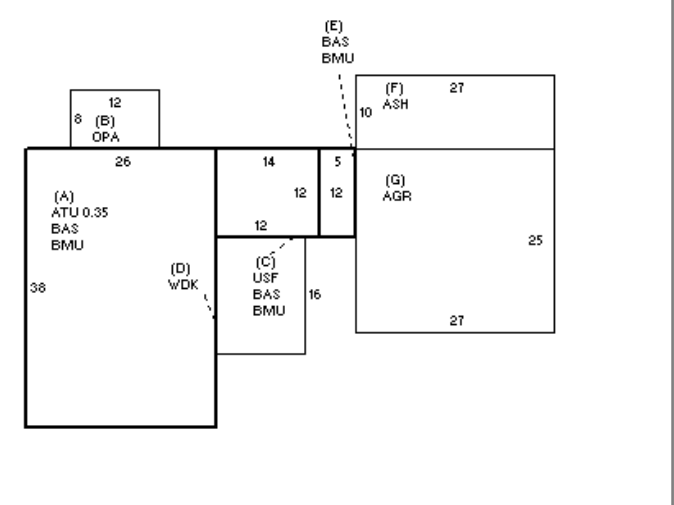 (E)
BAS
BMU
(F)
ASH
27
10
12
8
(B)
OPA
26
14
5
12
12
12
(A)
ATU 0.35
BAS
BMU
(G)
AGR
25
38
(D)
WDK
(C)
USF
BAS
BMU
16
27